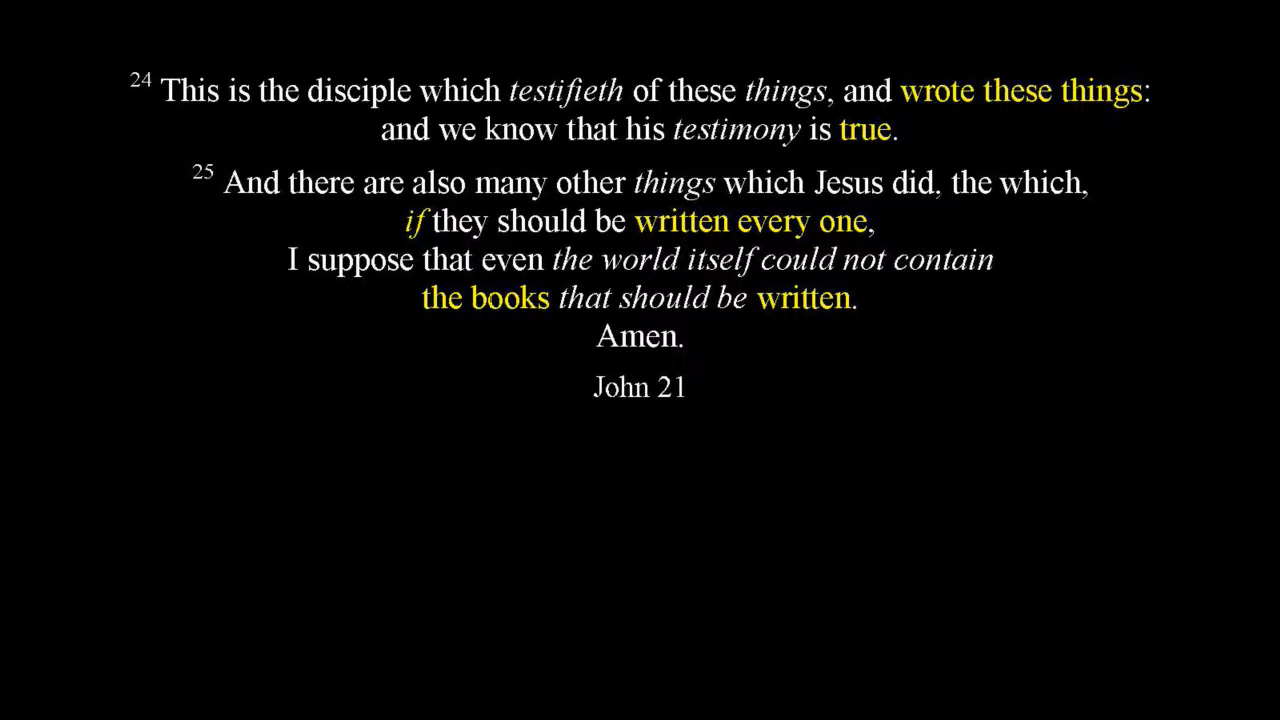 24 This is the disciple which testifieth of these things, and wrote these things:
and we know that his testimony is true.
25 And there are also many other things which Jesus did, the which,
if they should be written every one,
I suppose that even the world itself could not contain
the books that should be written.
Amen.
John 21